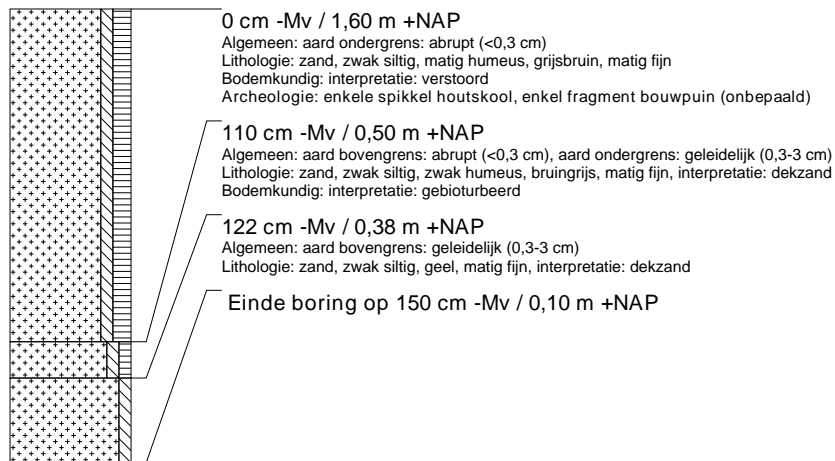 0 cm -Mv / 1,60 m +NAP
Algemeen: aard ondergrens: abrupt (<0,3 cm)
Lithologie: zand, zwak siltig, matig humeus, grijsbruin, matig fijn
Bodemkundig: interpretatie: verstoord
Archeologie: enkele spikkel houtskool, enkel fragment bouwpuin (onbepaald)
110 cm -Mv / 0,50 m +NAP
Algemeen: aard bovengrens: abrupt (<0,3 cm), aard ondergrens: geleidelijk (0,3-3 cm)
Lithologie: zand, zwak siltig, zwak humeus, bruingrijs, matig fijn, interpretatie: dekzand
Bodemkundig: interpretatie: gebioturbeerd
122 cm -Mv / 0,38 m +NAP
Algemeen: aard bovengrens: geleidelijk (0,3-3 cm)
Lithologie: zand, zwak siltig, geel, matig fijn, interpretatie: dekzand
Einde boring op 150 cm -Mv / 0,10 m +NAP